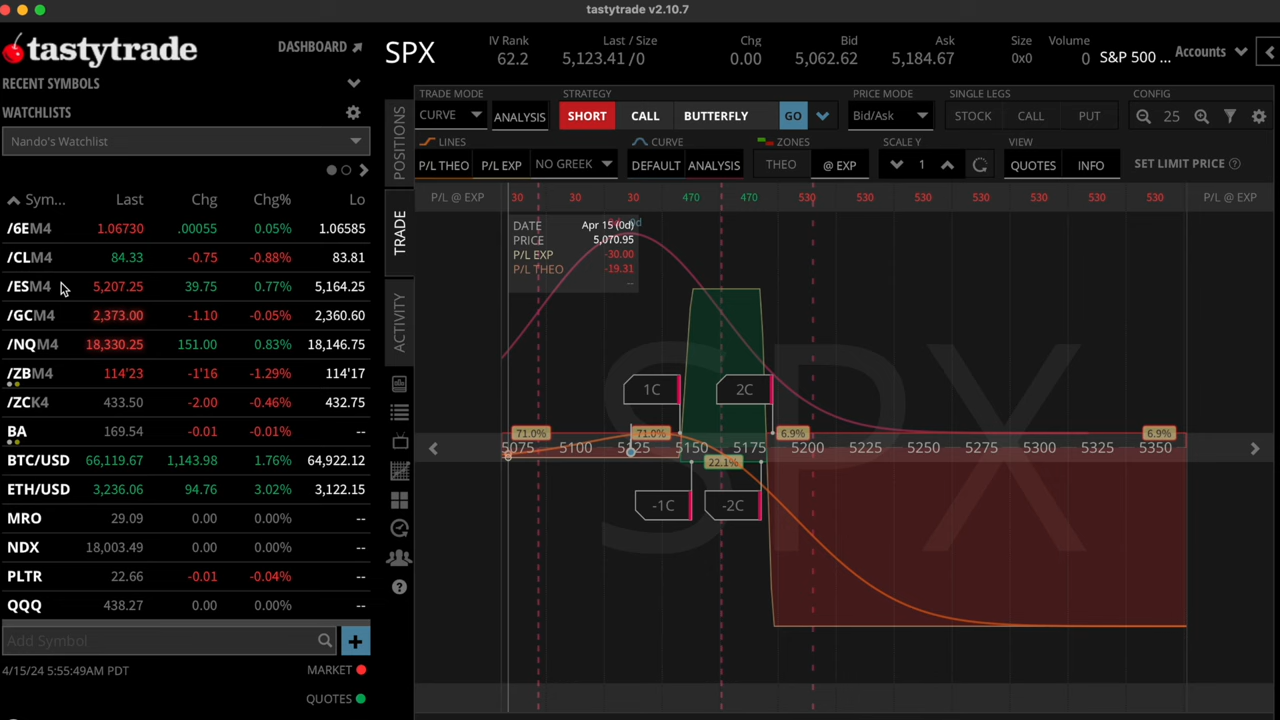 tastytrade v2.10.7
tastytrade
DASHBOARD
RECENT SYMBOLS
WATCHLISTS
Nando's Watchlist
Sym... Last Chg Chg% Lo
/6EM4 1.06730 .00055 0.05% 1.06585
/CLM4 84.33 -0.75 -0.88% 83.81
/ESM4 5,207.25 39.75 0.77% 5,164.25
/GCM4 2,373.00 -1.10 -0.05% 2,360.60
/NQM4 18,330.25 151.00 0.83% 18,146.75
/ZBM4 114'23 -1'16 -1.29% 114'17
/ZCK4 433.50 -2.00 -0.46% 432.75
BA 169.54 -0.01 -0.01% --
BTC/USD 66,119.67 1,143.98 1.76% 64,922.12
ETH/USD 3,236.06 94.76 3.02% 3,122.15
MRO 29.09 0.00 0.00% --
NDX 18,003.49 0.00 0.00% --
PLTR 22.66 -0.01 -0.04% --
QQQ 438.27 0.00 0.00% --
Add Symbol
4/15/24 5:55:49AM PDT MARKET
QUOTES
POSITIONS
TRADE
ACTIVITY
SPX
IV Rank Last / Size Chg Bid Ask Size Volume
62.2 5,123.41 /0 0.00 5,062.62 5,184.67 0x0 0 S&P 500 ... Accounts
TRADE MODE STRATEGY PRICE MODE SINGLE LEGS CONFIG
CURVE ANALYSIS SHORT CALL BUTTERFLY GO Bid/Ask STOCK CALL PUT 25
LINES CURVE ZONES SCALE Y VIEW
P/L THEO P/L EXP NO GREEK DEFAULT ANALYSIS THEO @ EXP 1 QUOTES INFO SET LIMIT PRICE
P/L @ EXP 30 30 30 470 470 530 530 530 530 530 530 530 P/L @ EXP
DATE Apr 15 (0d)
PRICE 5,070.95
P/L EXP -30.00
P/L THEO -19.31
--
SPX
1C 2C
71.0% 71.0% 6.9% 6.9%
5075 5100 5125 5150 5175 5200 5225 5250 5275 5300 5325 5350
22.1%
-1C -2C